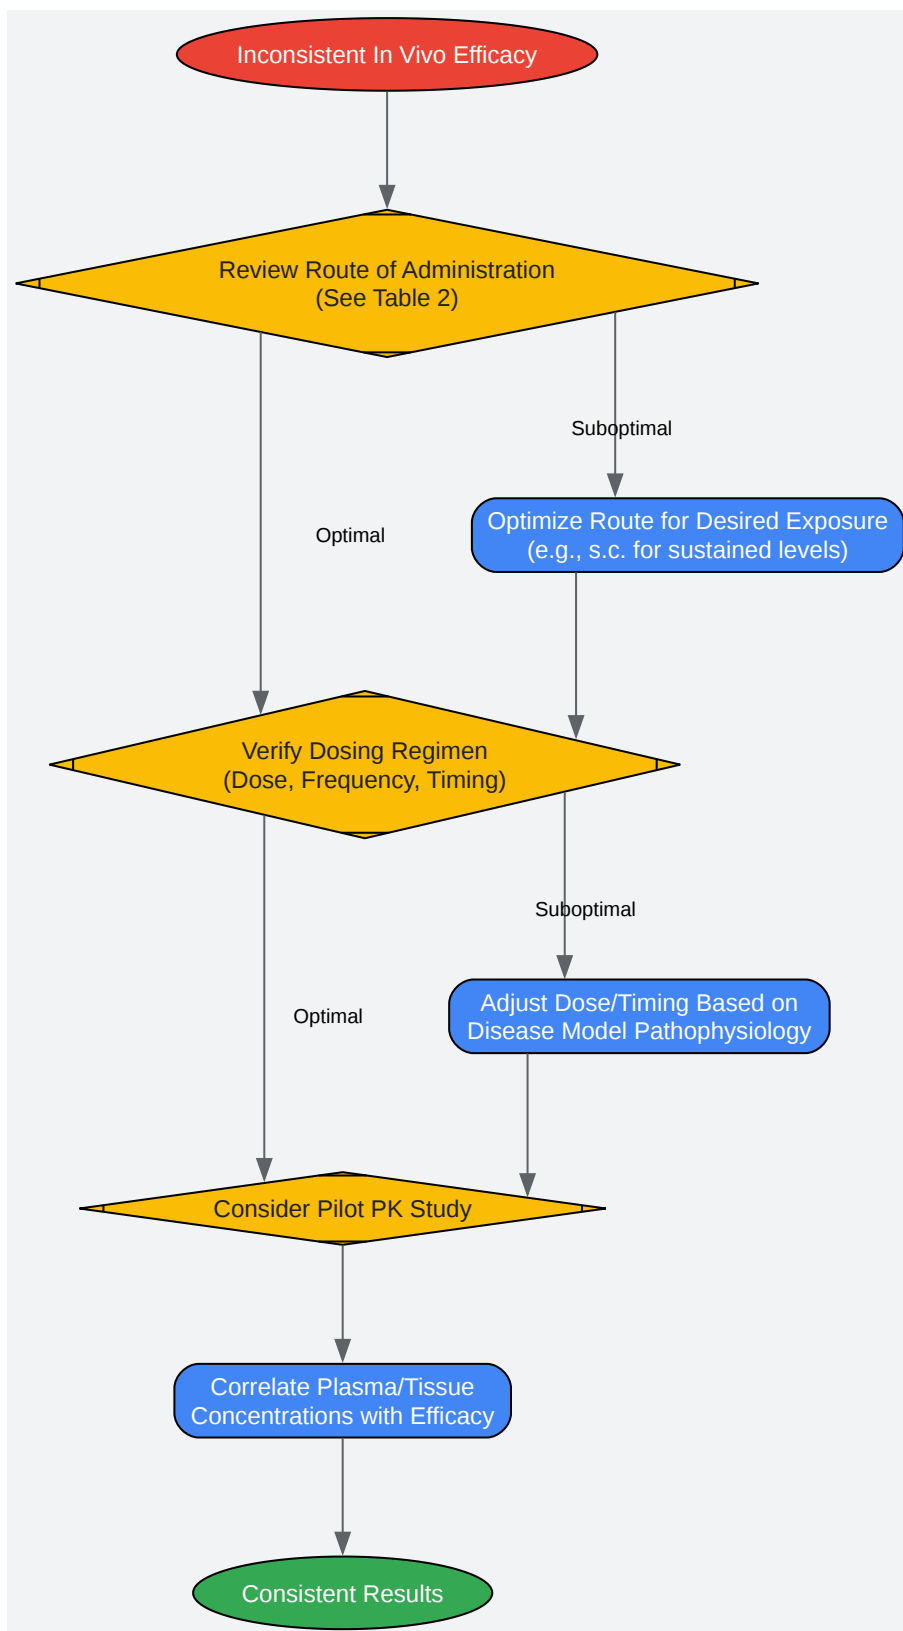 Inconsistent In Vivo Efficacy
Review Route of Administration
(See Table 2)
Suboptimal
Optimize Route for Desired Exposure
(e.g., s.c. for sustained levels)
Optimal
Verify Dosing Regimen
(Dose, Frequency, Timing)
Suboptimal
Adjust Dose/Timing Based on
Disease Model Pathophysiology
Optimal
Consider Pilot PK Study
Correlate Plasma/Tissue
Concentrations with Efficacy
Consistent Results